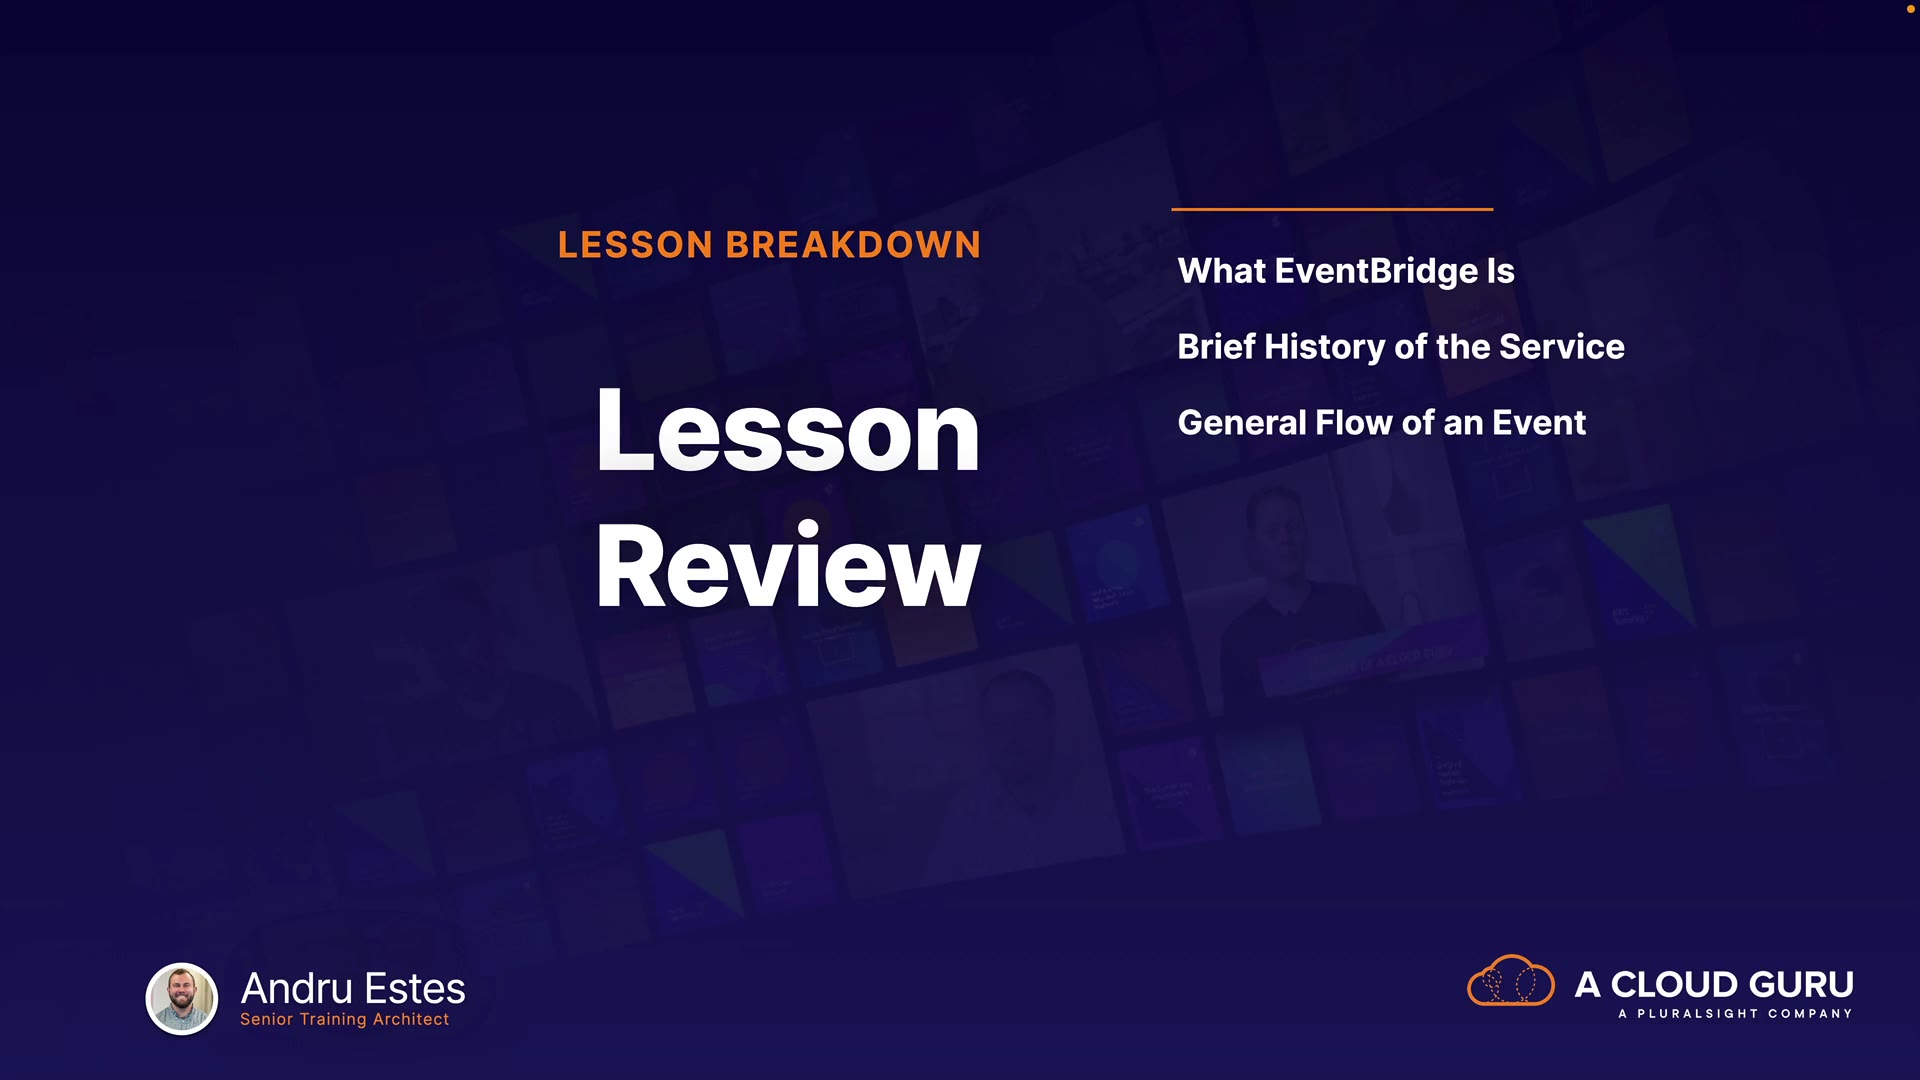 LESSON BREAKDOWN
Lesson
Review
What EventBridge Is
Brief History of the Service
General Flow of an Event
Andru Estes
Senior Training Architect
A CLOUD GURU
A PLURALSIGHT COMPANY